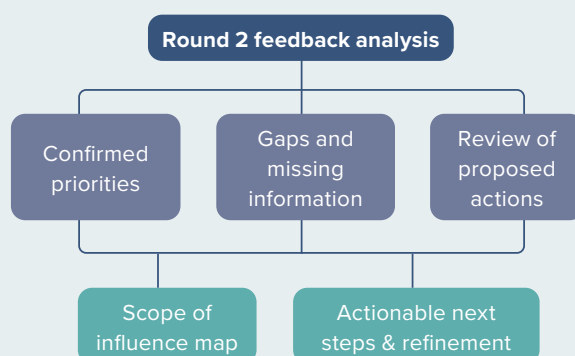 Round 2 feedback analysis
Confirmed
priorities
Gaps and
missing
information
Review of
proposed
actions
Scope of
influence map
Actionable next
steps & refinement